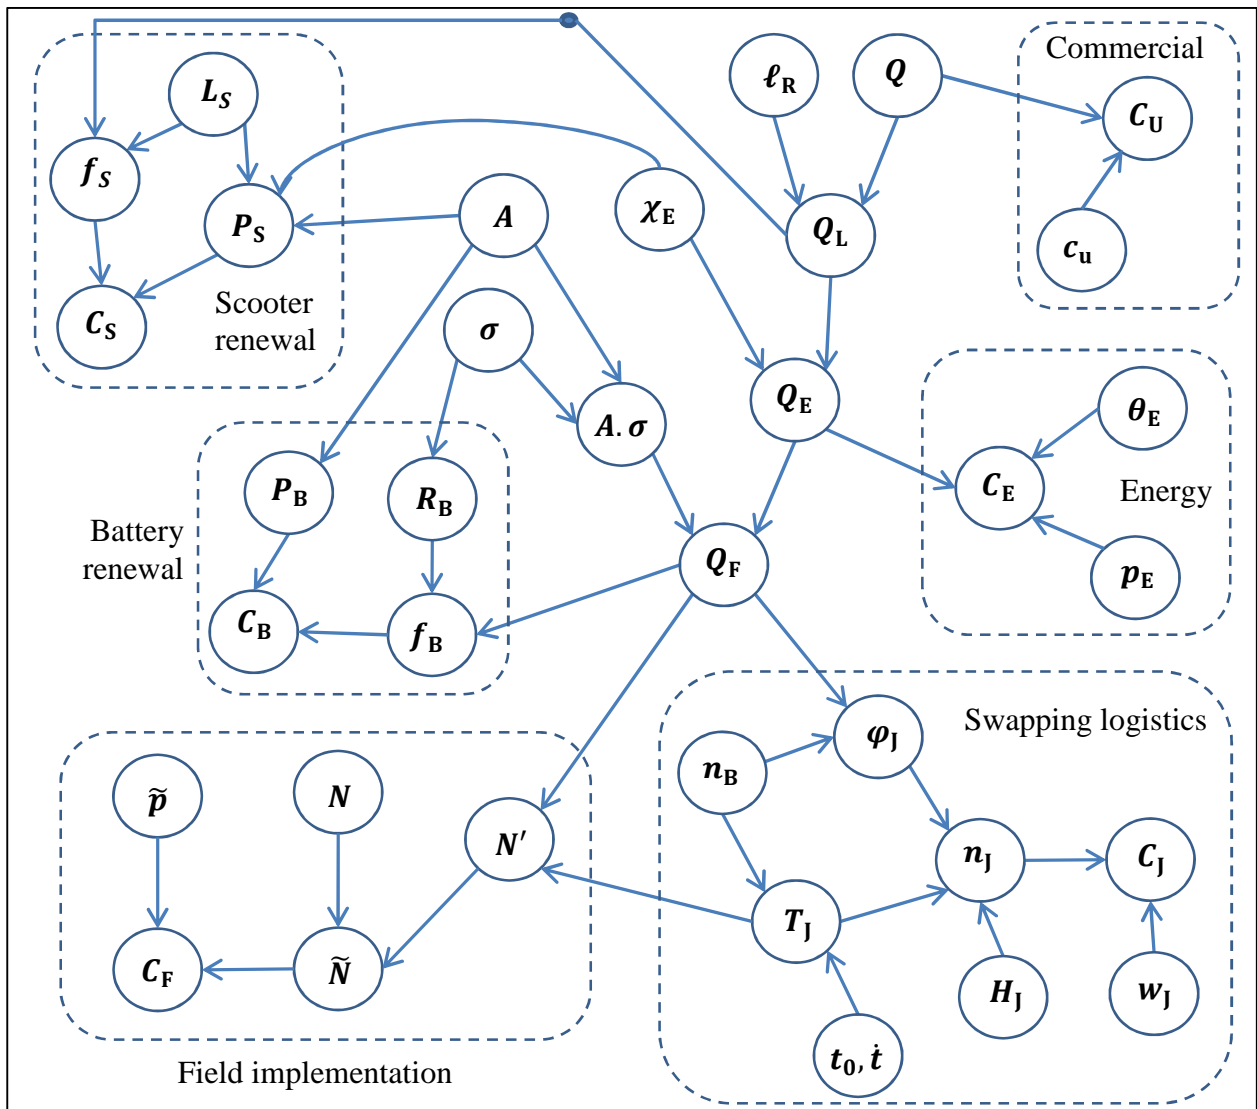 Commercial
ℓ_R
Q
L_S
C_U
f_S
χ_E
A
P_S
Q_L
c_u
Scooter
renewal
C_S
σ
Q_E
θ_E
A.σ
P_B
R_B
C_E
Energy
Battery
renewal
Q_F
p_E
C_B
f_B
Swapping logistics
φ_J
n_B
p̃
N
N′
n_J
C_J
T_J
C_F
Ñ
H_J
w_J
t_0, ṫ
Field implementation